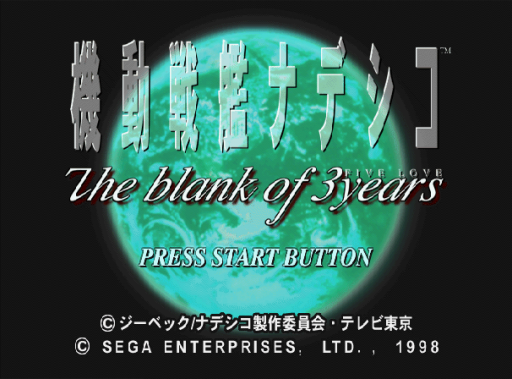 機動戦艦ナデシコ™
FIVE LOVE
The blank of 3years
PRESS START BUTTON
©ジーベック/ナデシコ製作委員会・テレビ東京
© SEGA ENTERPRISES, LTD., 1998